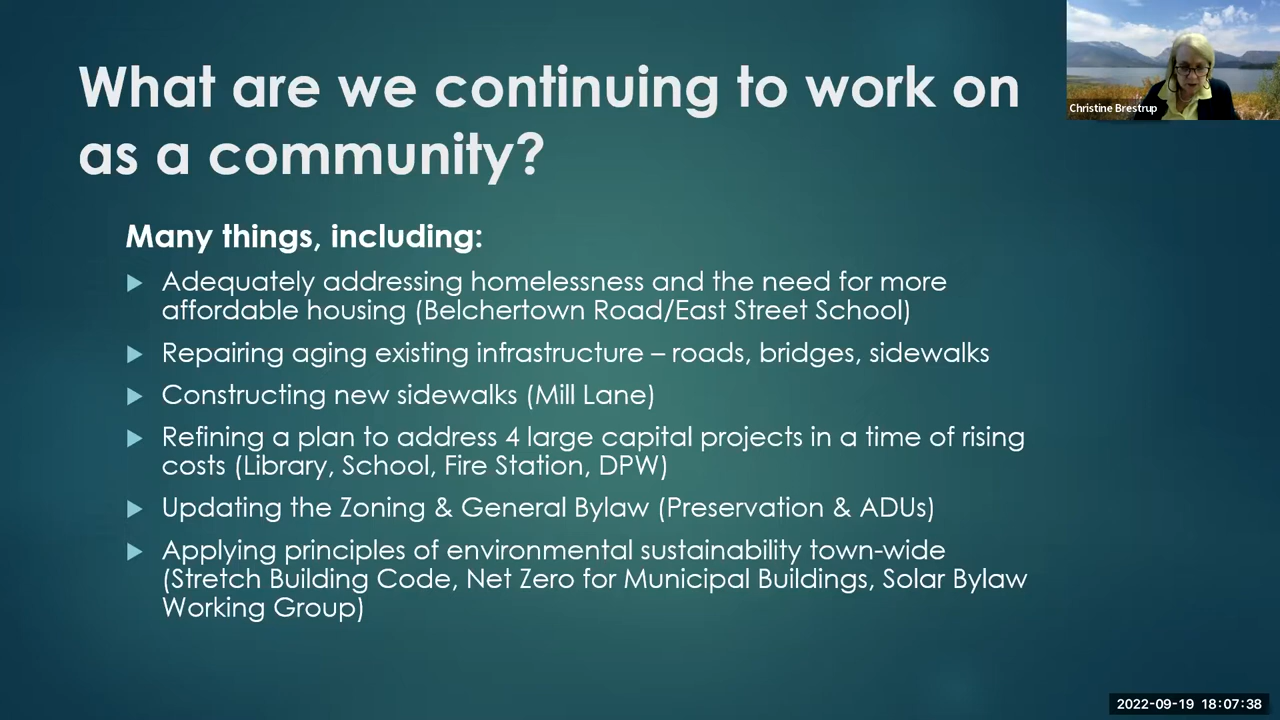 What are we continuing to work on
as a community?
Christine Brestrup
Many things, including:
Adequately addressing homelessness and the need for more
affordable housing (Belchertown Road/East Street School)
Repairing aging existing infrastructure – roads, bridges, sidewalks
Constructing new sidewalks (Mill Lane)
Refining a plan to address 4 large capital projects in a time of rising
costs (Library, School, Fire Station, DPW)
Updating the Zoning & General Bylaw (Preservation & ADUs)
Applying principles of environmental sustainability town-wide
(Stretch Building Code, Net Zero for Municipal Buildings, Solar Bylaw
Working Group)
2022-09-19 18:07:38